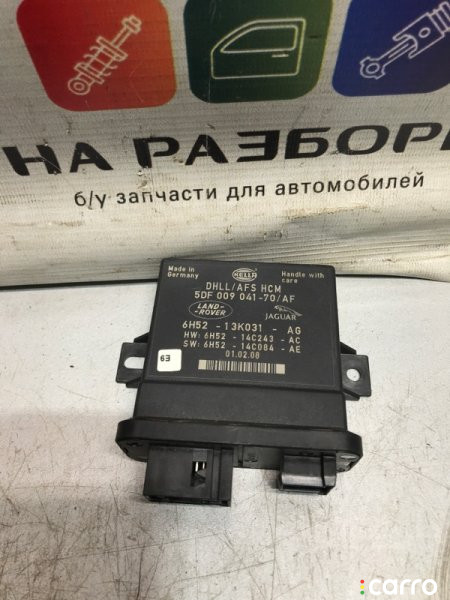 НА РАЗБОР
б/у запчасти для автомобилей
Made in
Germany
HELLA
Handle with
care
DHLL/AFS HCM
5DF 009 041-70/AF
LAND-
ROVER
JAGUAR
6H52 - 13K031 - AG
HW: 6H52 - 14C243 - AC
SW: 6H52 - 14C084 - AE
01.02.08
63
carro